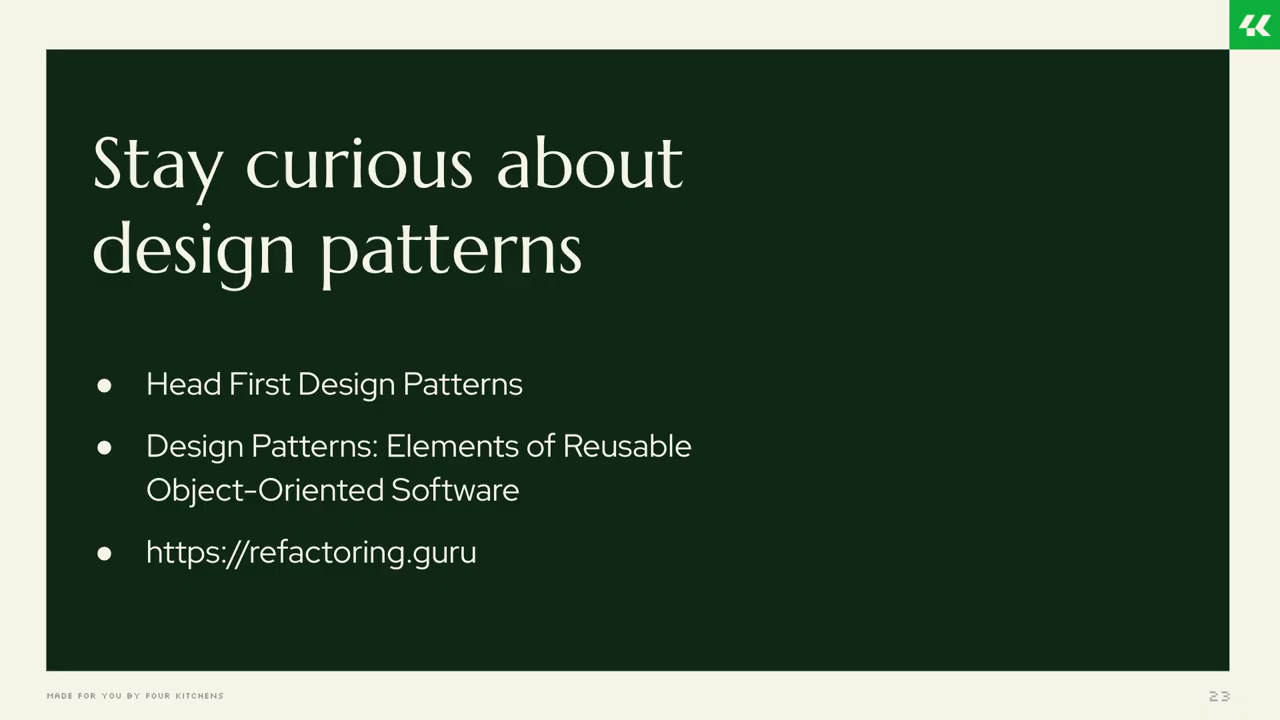 Stay curious about
design patterns
● Head First Design Patterns
● Design Patterns: Elements of Reusable
Object-Oriented Software
● https://refactoring.guru
MADE FOR YOU BY FOUR KITCHENS
23